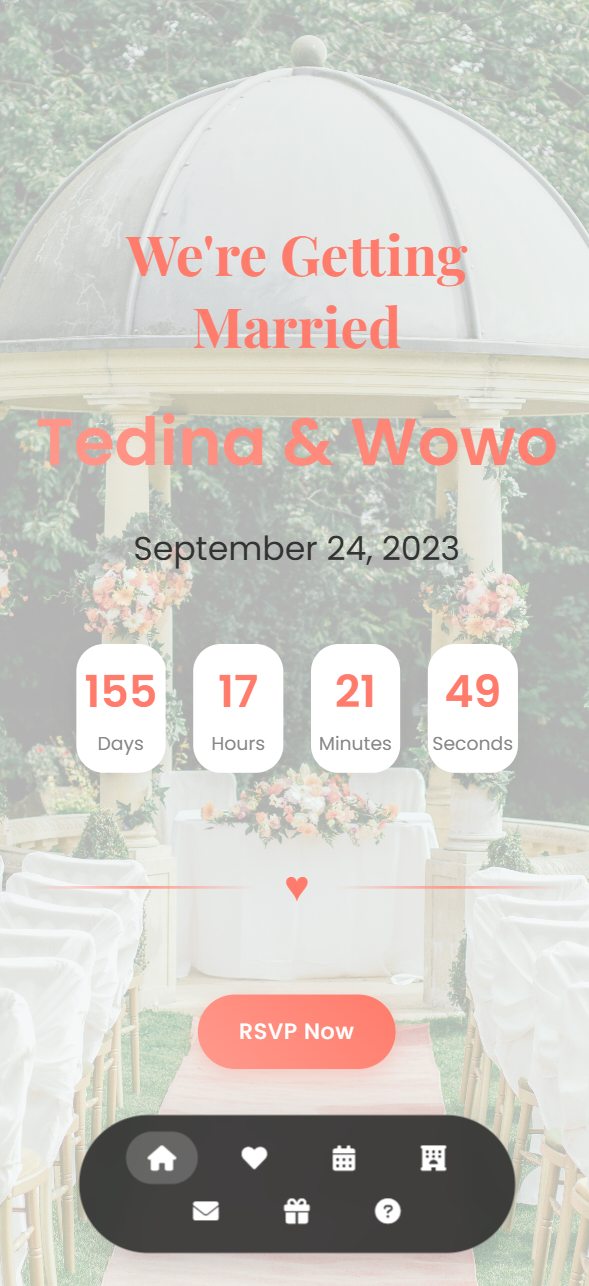 We're Getting
Married
Tedina & Wowo
September 24, 2023
155 17 21 49
Days Hours Minutes Seconds
RSVP Now